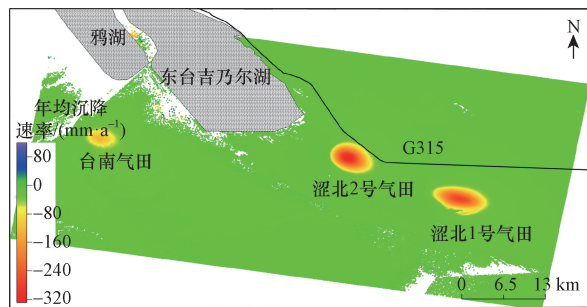 鸦湖
N
东台吉乃尔湖
年均沉降
速率/(mm·a⁻¹)
80
0
−80
−160
−240
−320
台南气田
G315
涩北2号气田
涩北1号气田
0 6.5 13 km